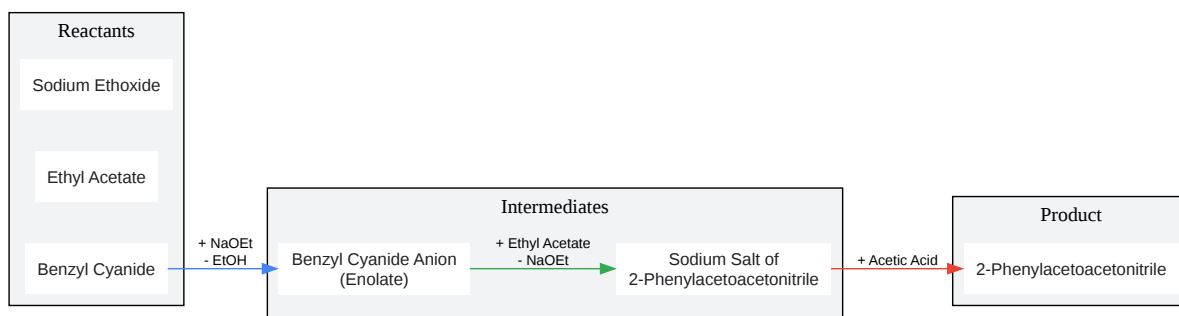 Reactants
Sodium Ethoxide
Ethyl Acetate
Benzyl Cyanide
+ NaOEt
- EtOH
Intermediates
Benzyl Cyanide Anion
(Enolate)
+ Ethyl Acetate
- NaOEt
Sodium Salt of
2-Phenylacetoacetonitrile
+ Acetic Acid
Product
2-Phenylacetoacetonitrile